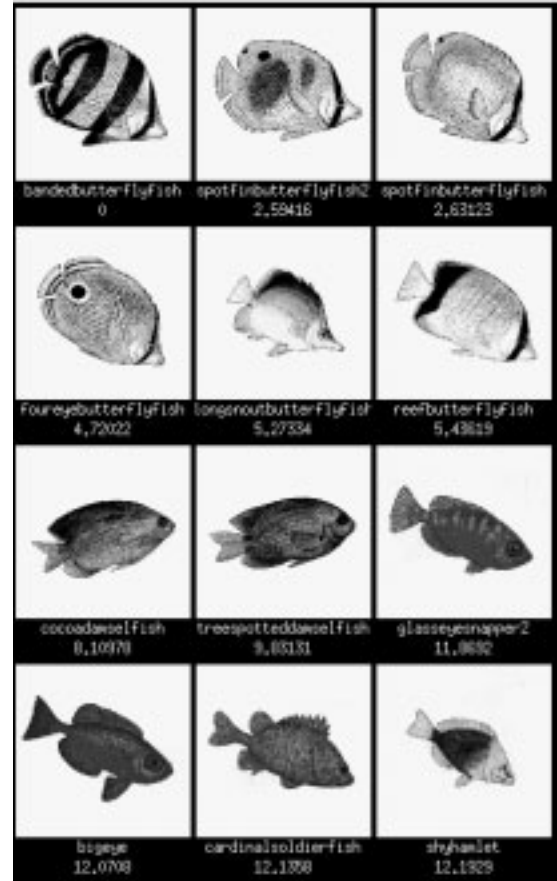 bandedbutterflyfish spotfinbutterflyfish2 spotfinbutterflyfish
0 2,59416 2,63123
foureyebutterflyfish longsnoutbutterflyfish reefbutterflyfish
4,72022 5,27334 5,43619
cocoadamselfish treespotteddamselfish glasseyesnapper2
8,10978 9,03131 11,0692
bigeye cardinalsoldierfish shyhamlet
12,0708 12,1358 12,1929